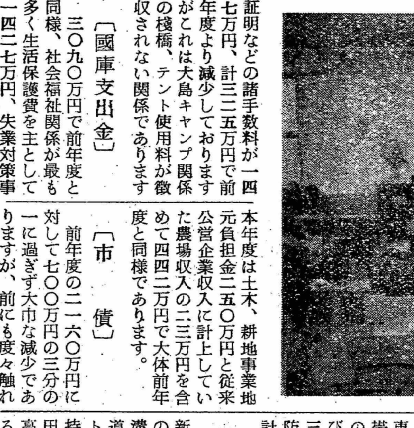 証明などの諸手数料が一四
七万円、計三二五万円で前
年度より減少しております
がこれは大島キャンプ関係
の棧橋、テント使用料が徴
収されない関係であります
〔國庫支出金〕
三〇九〇万円で前年度と
同様、社会福祉関係が最も
多く生活保護費を主として
一四二七万円、失業対策事
本年度は土木、耕地事業地
元負担金二五〇万円と従来
公営企業収入に計上してい
た農場収入の二三万円を含
めて四四二万円で大体前年
度と同様であります。
〔市債〕
前年度の二一六〇万円に
対して七〇〇万円の三分の
一に過ぎず大巾な減少であ
りますが、前にも度々触れ